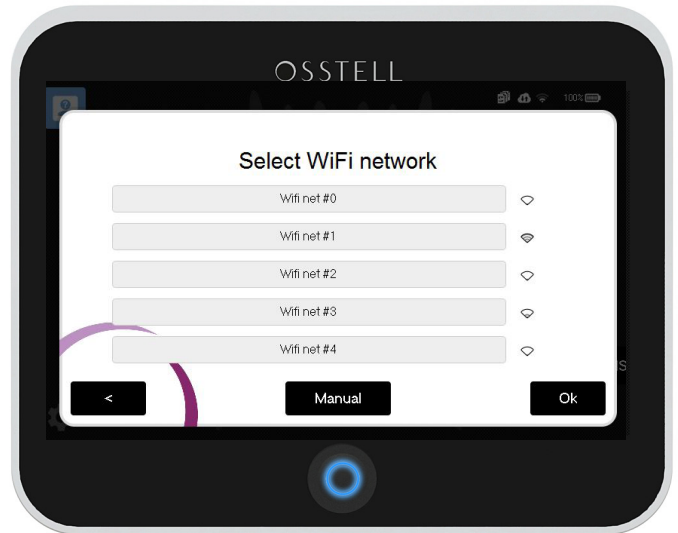 OSSTELL
100%
Select WiFi network
Wifi net #0
Wifi net #1
Wifi net #2
Wifi net #3
Wifi net #4
IS
< Manual Ok